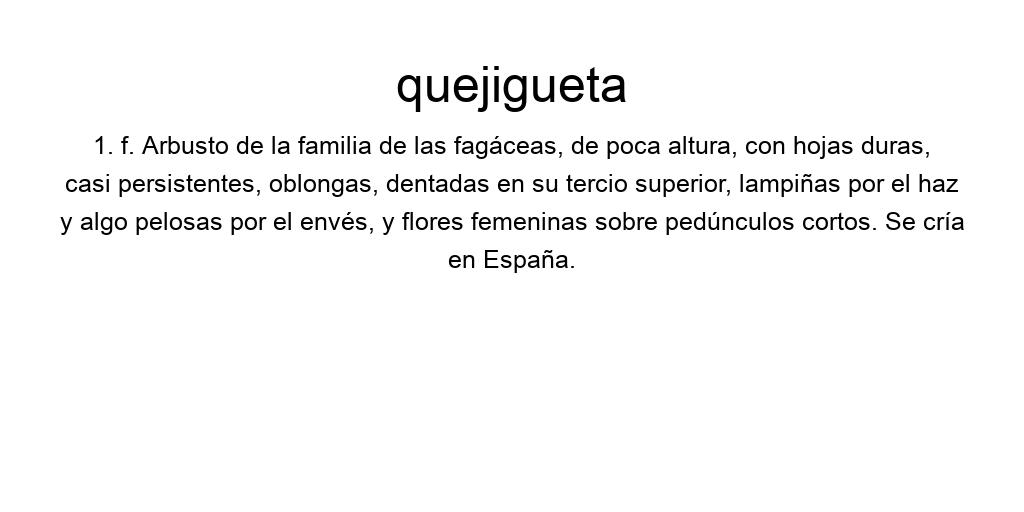 quejigueta
1. f. Arbusto de la familia de las fagáceas, de poca altura, con hojas duras,
casi persistentes, oblongas, dentadas en su tercio superior, lampiñas por el haz
y algo pelosas por el envés, y flores femeninas sobre pedúnculos cortos. Se cría
en España.